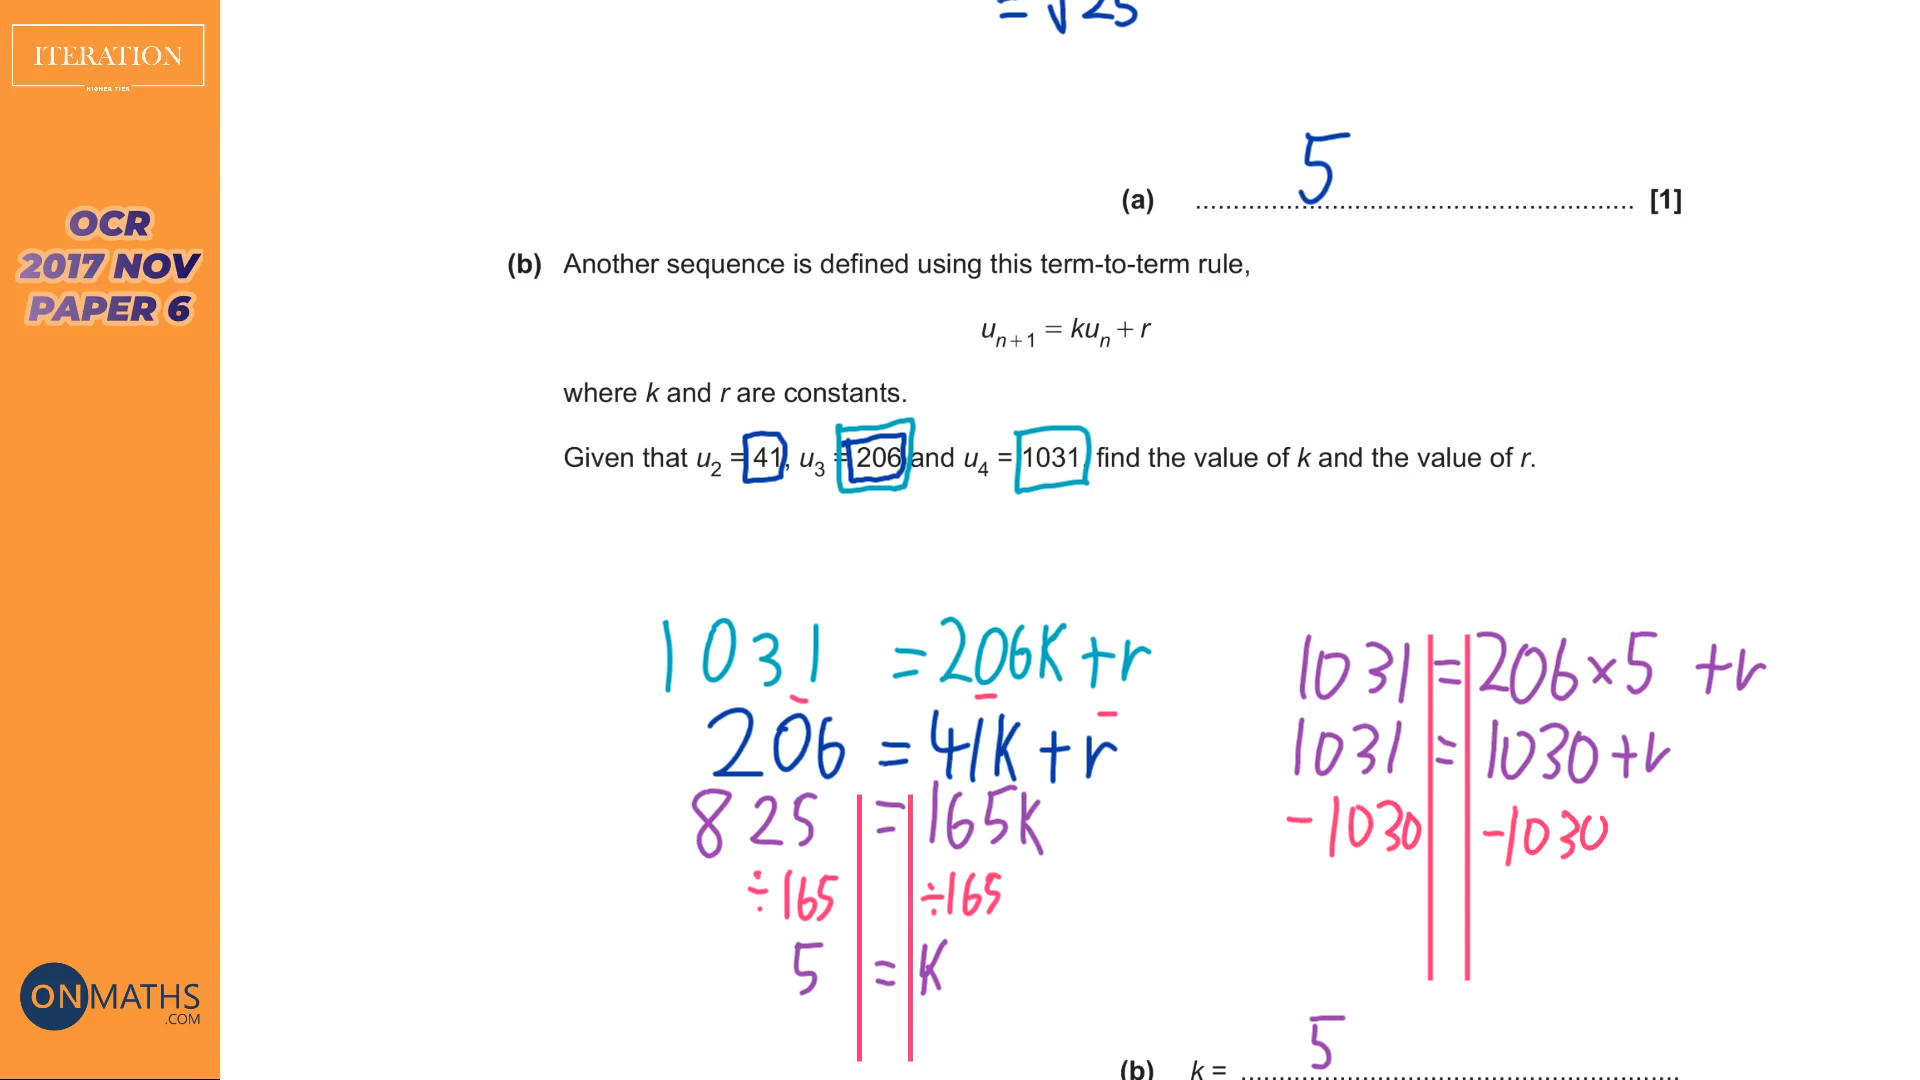 ITERATION
HIGHER TIER
OCR
2017 NOV
PAPER 6
ONMATHS
.COM
= √25
(a) 5 [1]
(b) Another sequence is defined using this term-to-term rule,
uₙ₊₁ = kuₙ + r
where k and r are constants.
Given that u₂ = 41, u₃ = 206 and u₄ = 1031 find the value of k and the value of r.
1031 = 206K + r
- - -
206 = 41K + r
825 = 165K
÷165 ÷165
5 = K
1031 = 206 × 5 + r
1031 = 1030 + r
-1030 -1030
(b) k = 5